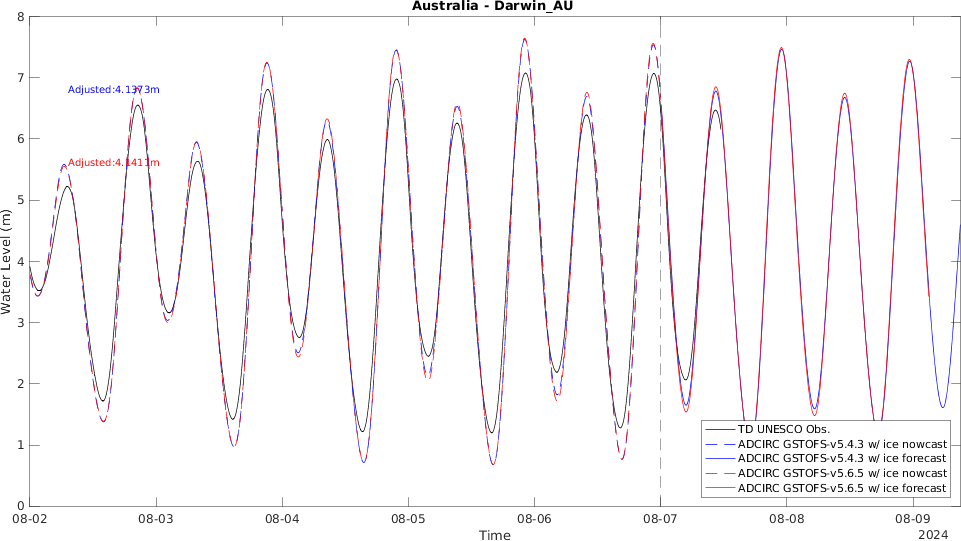 Australia - Darwin_AU
8
7
6
5
4
3
2
1
0
Water Level (m)
Adjusted:4.1373m
Adjusted:4.1411m
TD UNESCO Obs.
ADCIRC GSTOFS-v5.4.3 w/ ice nowcast
ADCIRC GSTOFS-v5.4.3 w/ ice forecast
ADCIRC GSTOFS-v5.6.5 w/ ice nowcast
ADCIRC GSTOFS-v5.6.5 w/ ice forecast
08-02 08-03 08-04 08-05 08-06 08-07 08-08 08-09
Time
2024